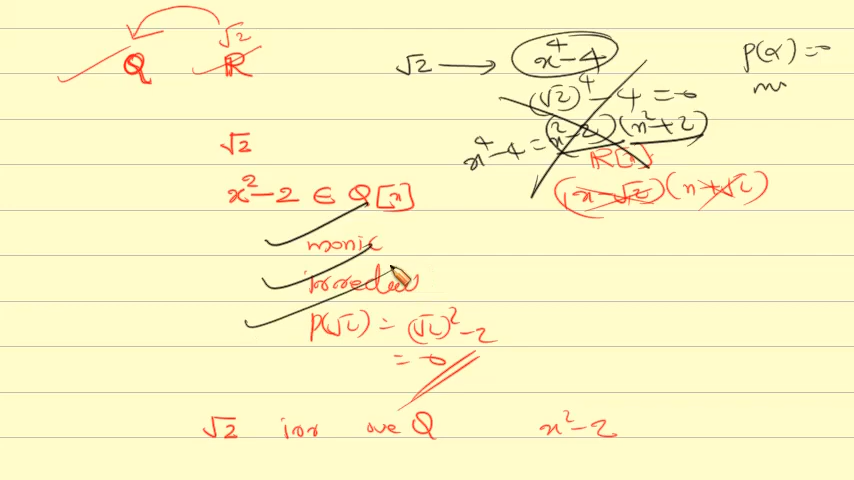 √2
Q R
√2 → x⁴ - 4
p(α) = 0
(√2)⁴ - 4 = 0
x⁴ - 4 = (x² - 2)(x² + 2)
R[x]
(x - √2)(x + √2)
√2
x² - 2 ∈ Q[x]
monic
p(√2) = (√2)² - 2
= 0
√2 irr over Q x² - 2